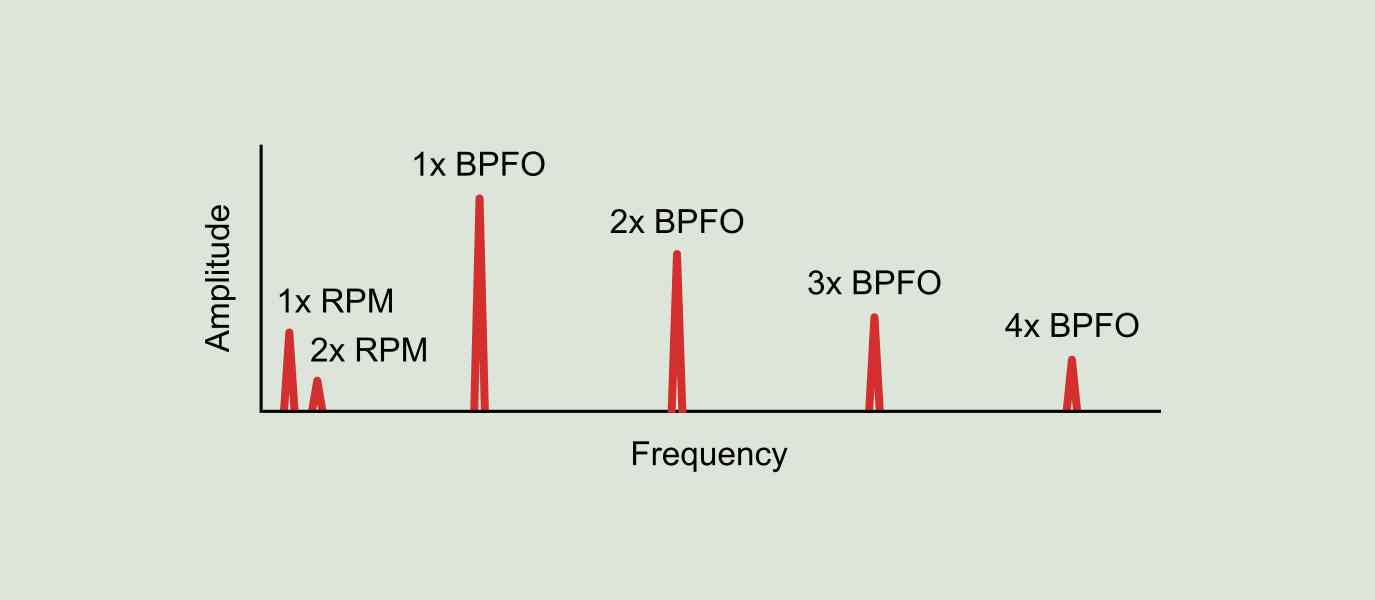 1x BPFO
2x BPFO
3x BPFO
1x RPM
4x BPFO
2x RPM
Amplitude
Frequency